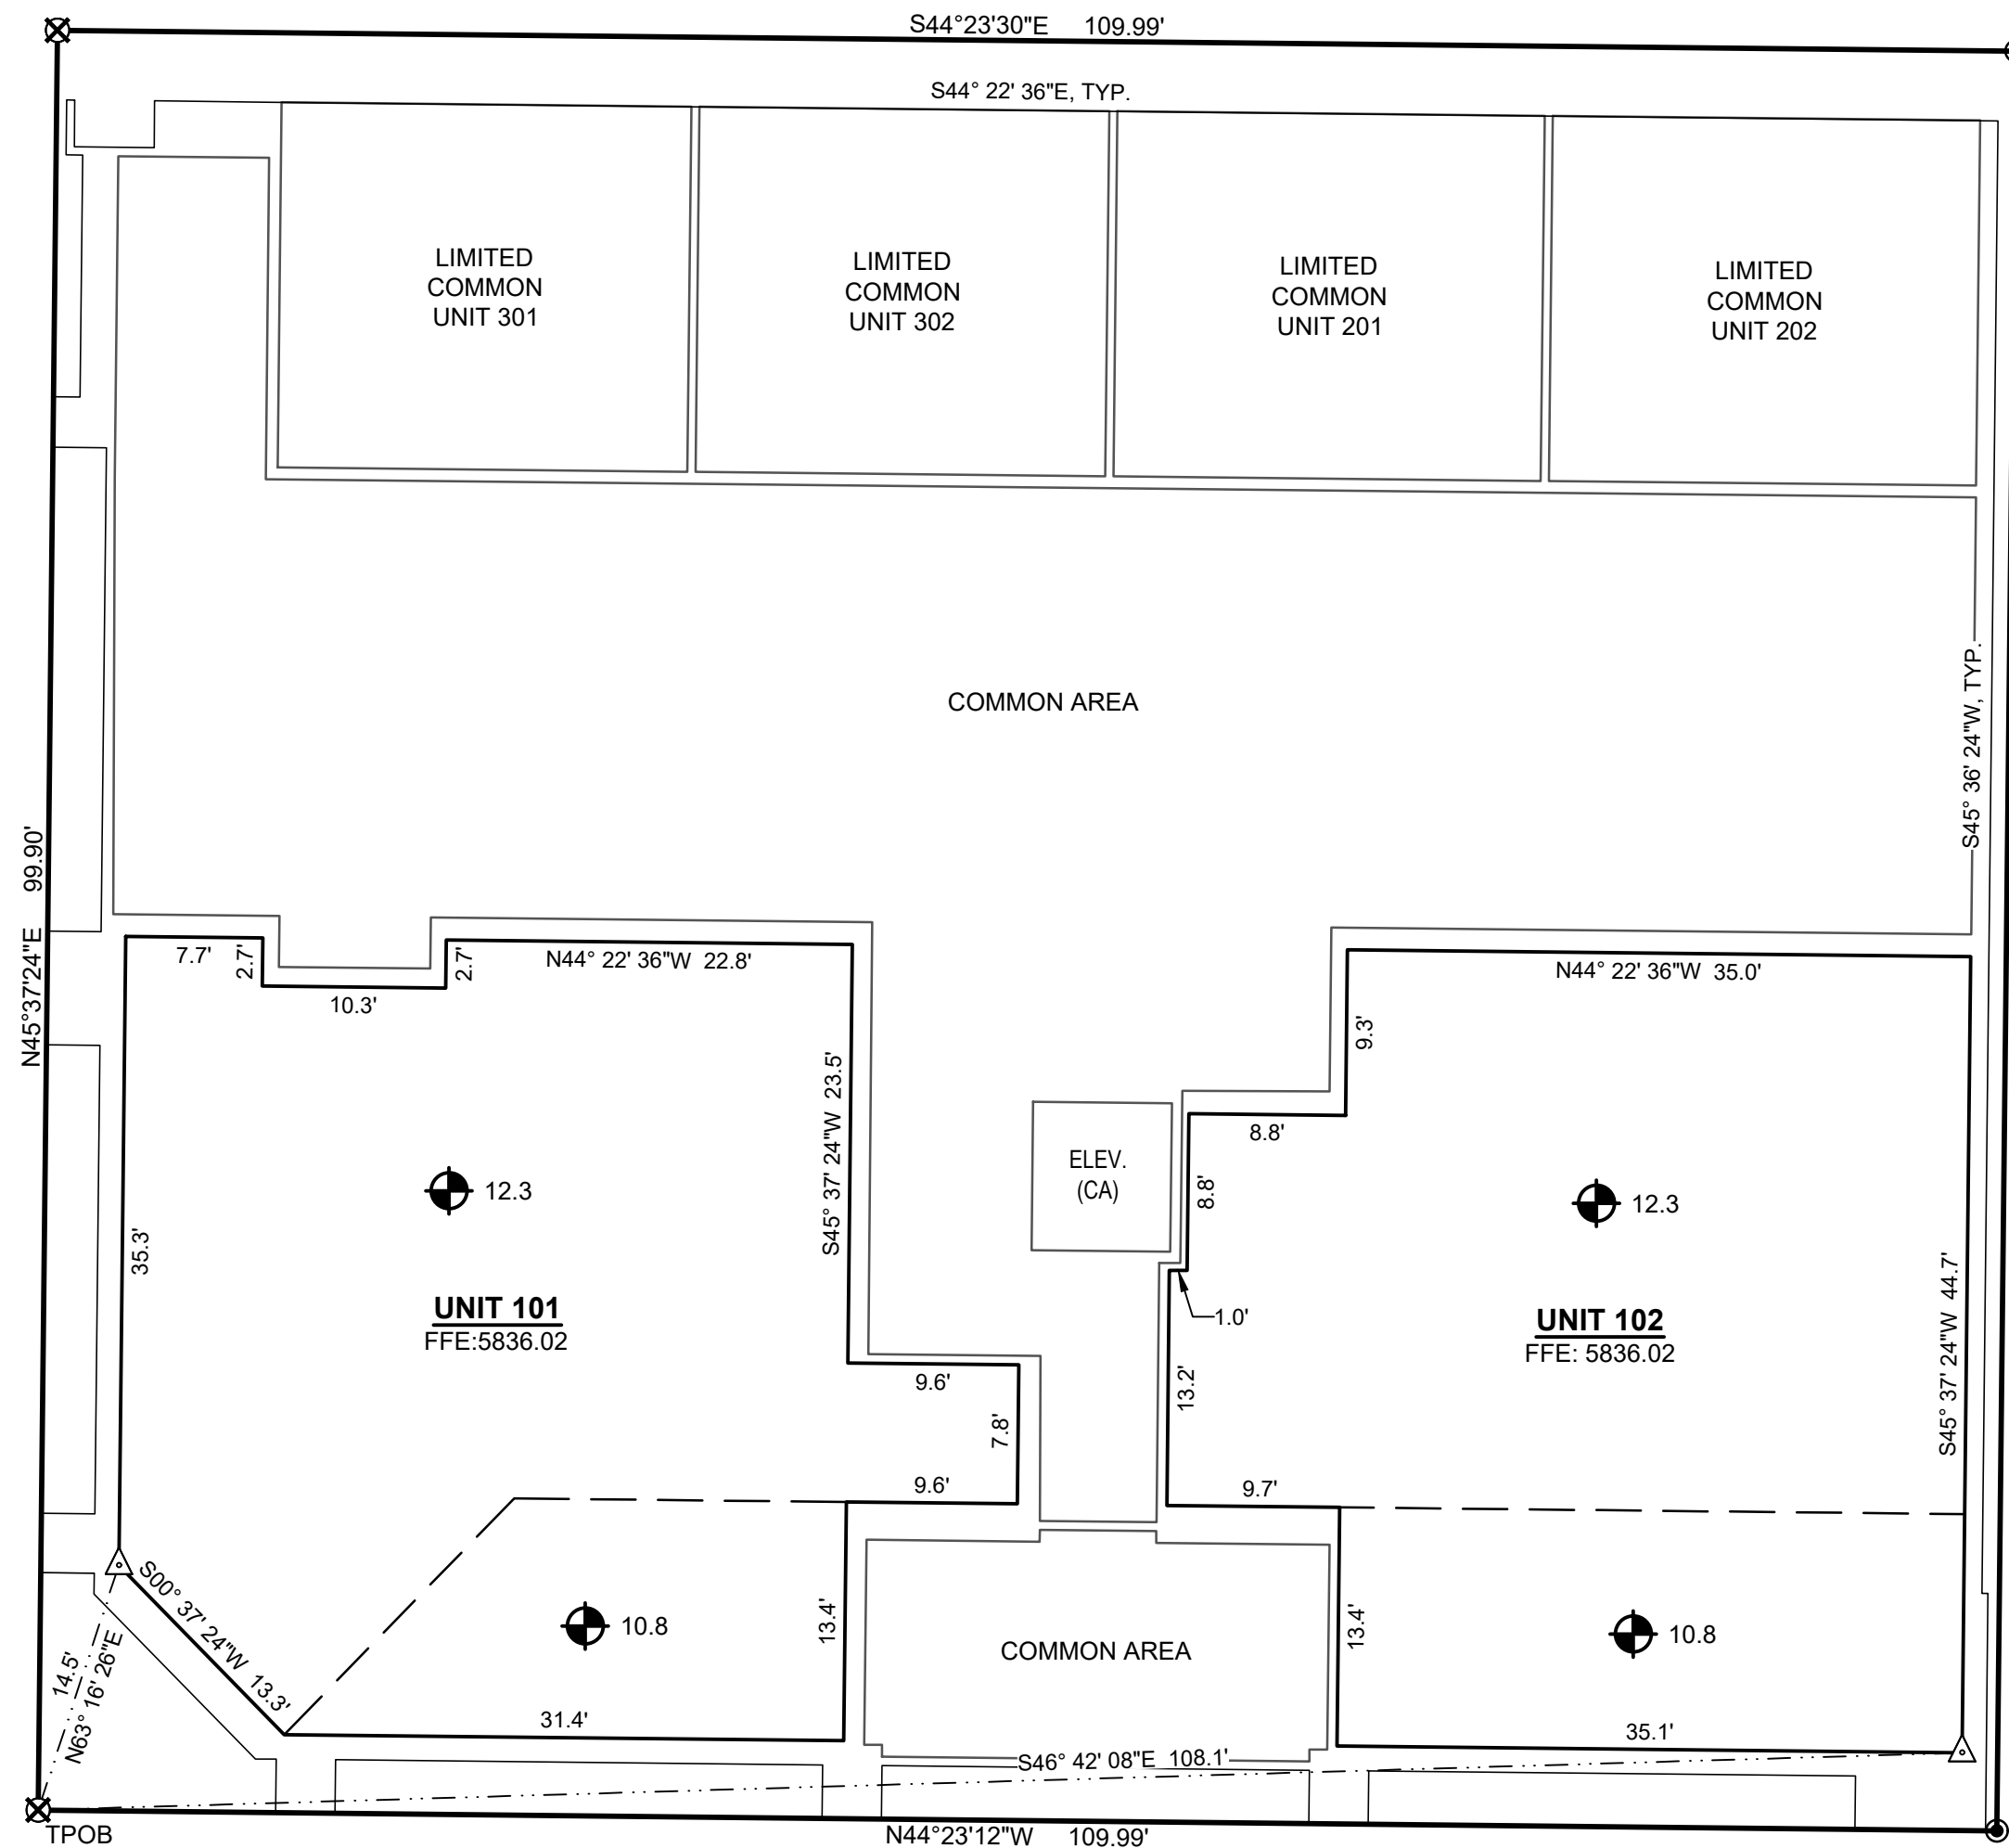 S44°23'30"E 109.99'
S44° 22' 36"E, TYP.
LIMITED
COMMON
UNIT 301
LIMITED
COMMON
UNIT 302
LIMITED
COMMON
UNIT 201
LIMITED
COMMON
UNIT 202
S45° 36' 24"W, TYP.
COMMON AREA
N45°37'24"E 99.90'
7.7'
2.7'
10.3'
2.7'
N44° 22' 36"W 22.8'
N44° 22' 36"W 35.0'
9.3'
S45° 37' 24"W 23.5'
8.8'
8.8'
ELEV.
(CA)
12.3
12.3
35.3'
UNIT 101
FFE:5836.02
1.0'
UNIT 102
FFE: 5836.02
S45° 37' 24"W 44.7'
9.6'
7.8'
13.2'
9.6'
9.7'
S00° 37' 24"W 13.3'
10.8
13.4'
COMMON AREA
13.4'
10.8
14.5'
N63° 16' 26"E
31.4'
35.1'
S46° 42' 08"E 108.1'
TPOB
N44°23'12"W 109.99'